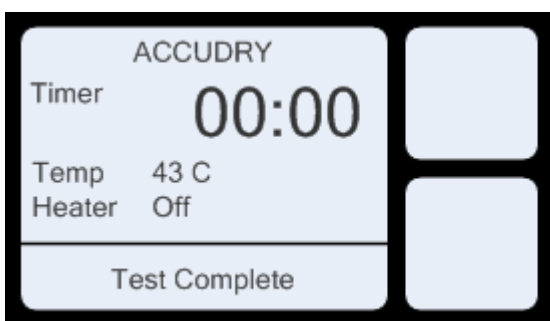 ACCUDRY
Timer 00:00
Temp 43 C
Heater Off
Test Complete